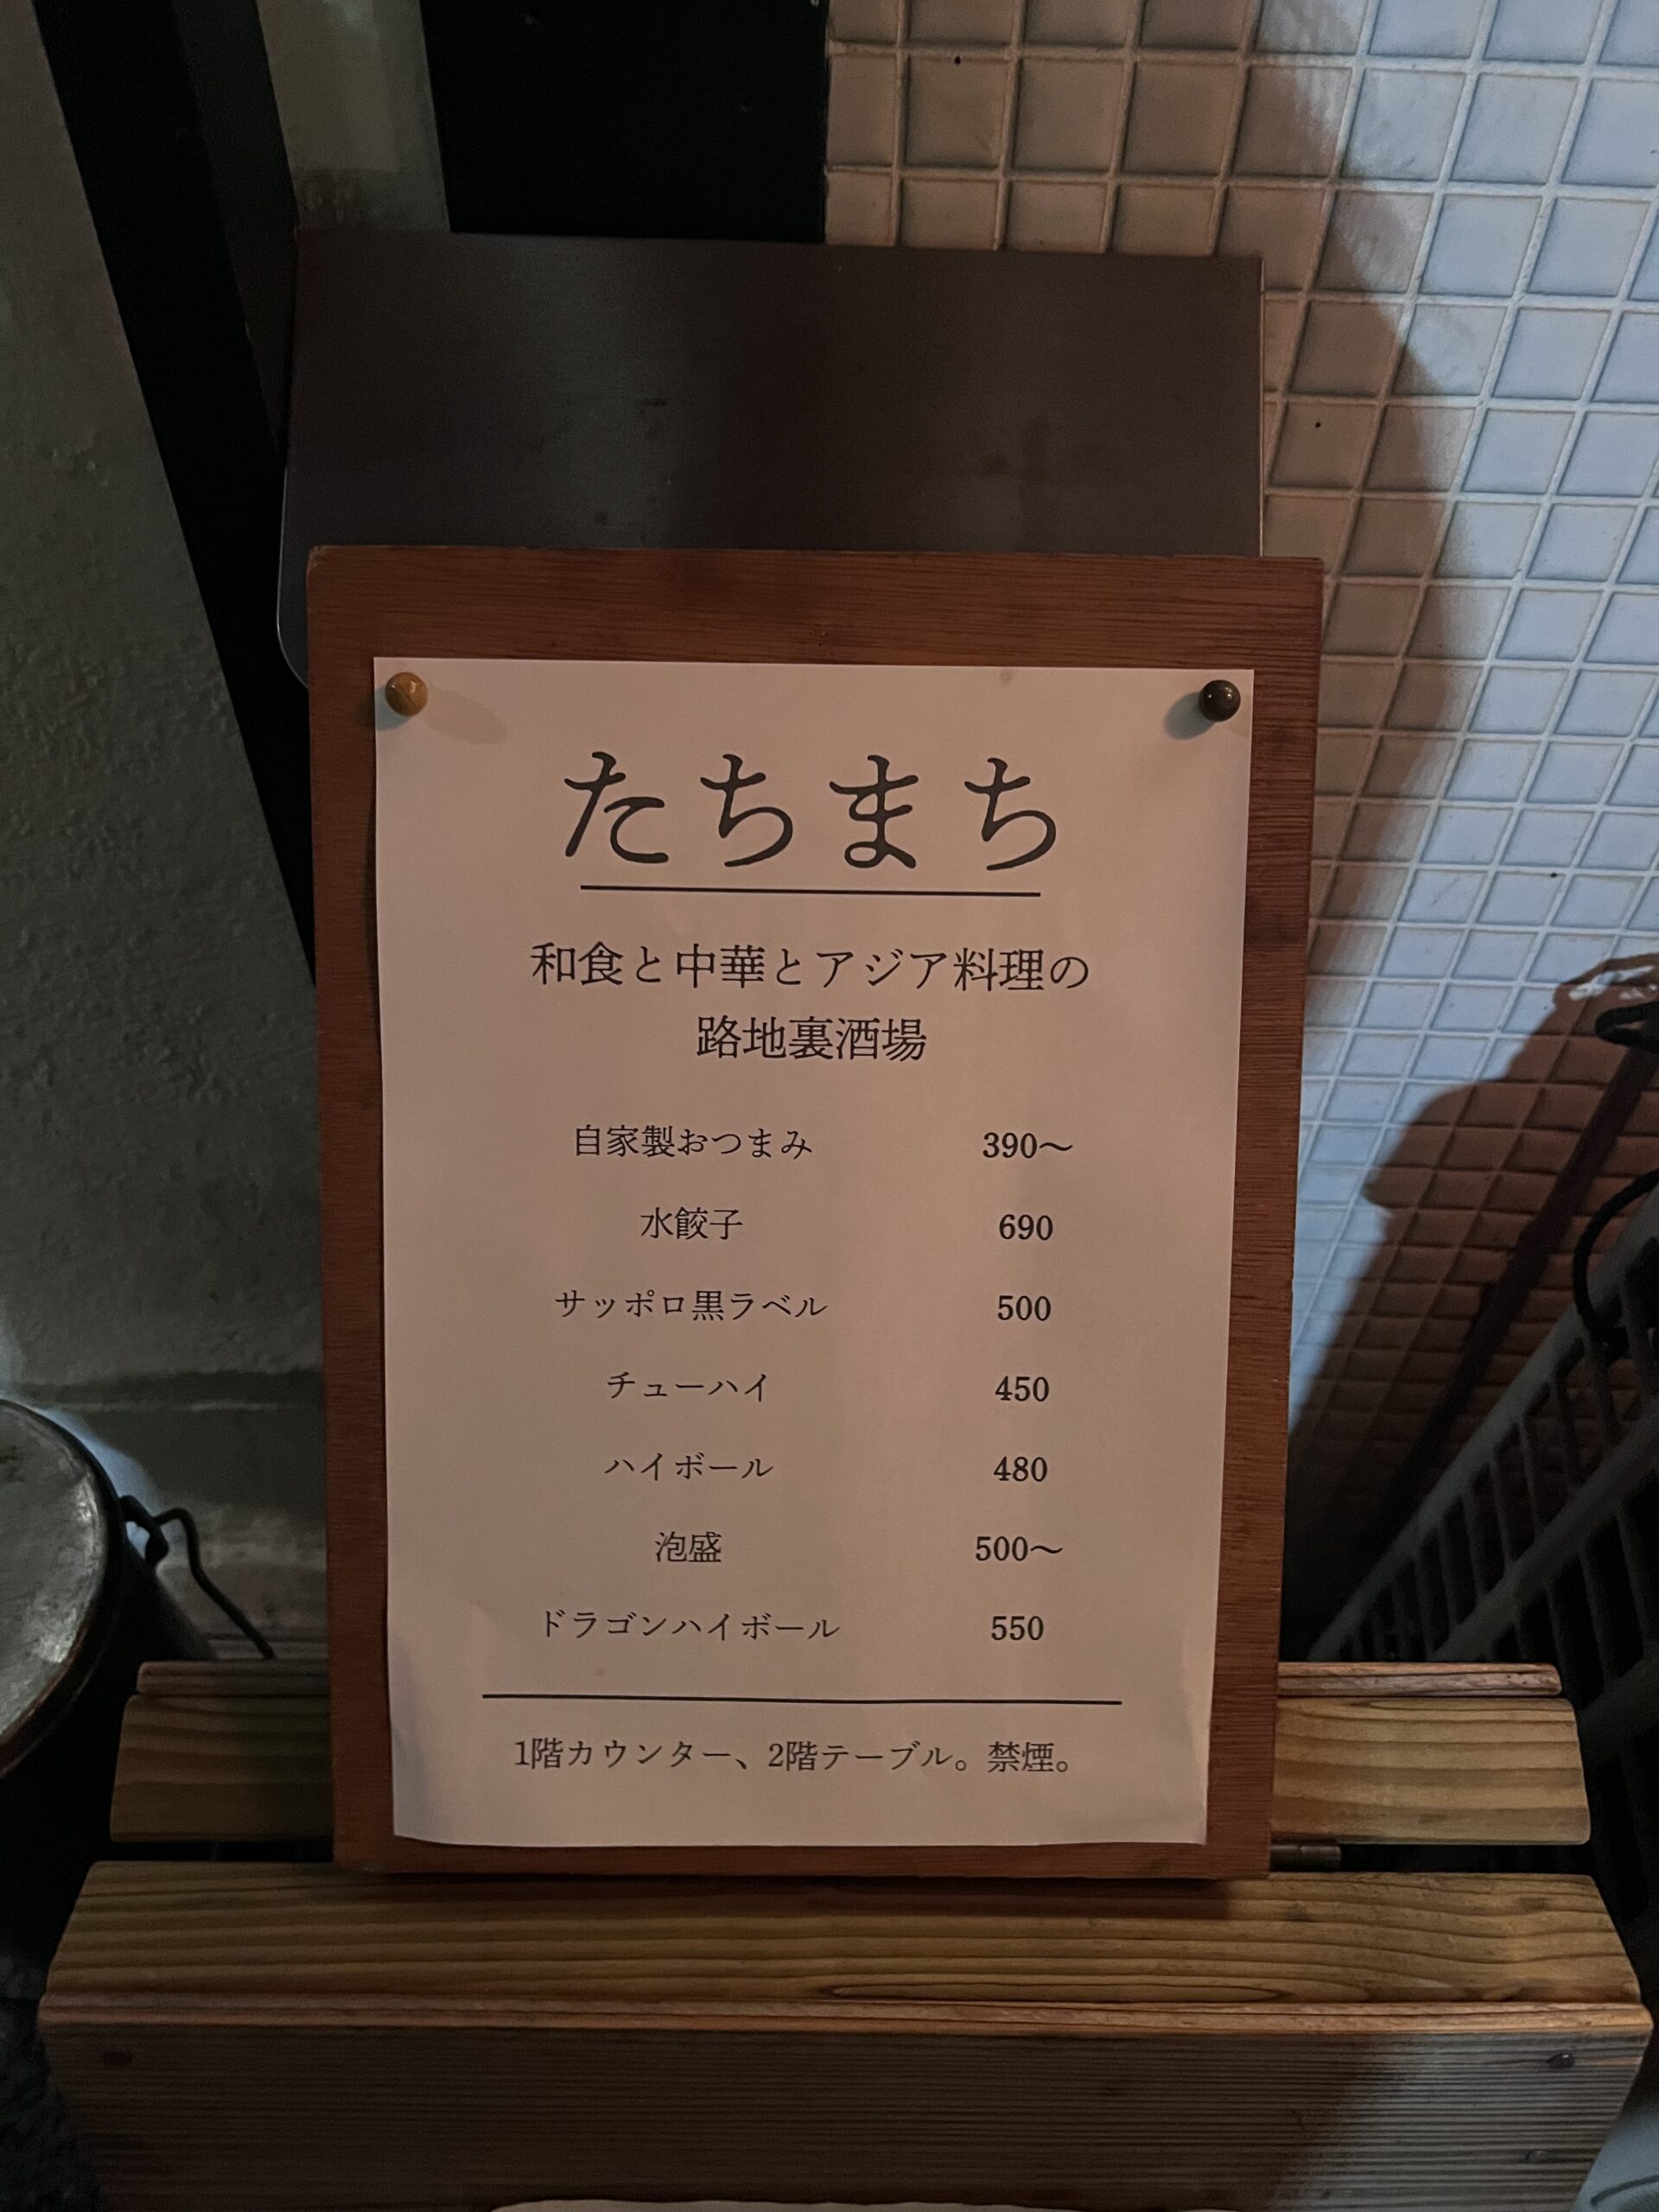 たちまち
和食と中華とアジア料理の
路地裏酒場
自家製おつまみ 390〜
水餃子 690
サッポロ黒ラベル 500
チューハイ 450
ハイボール 480
泡盛 500〜
ドラゴンハイボール 550
1階カウンター、2階テーブル。禁煙。